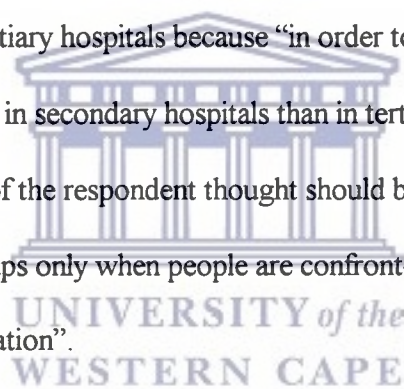 tiary hospitals because “in order to
in secondary hospitals than in tert
of the respondent thought should b
ps only when people are confront
UNIVERSITY of the
ation”.
WESTERN CAPE